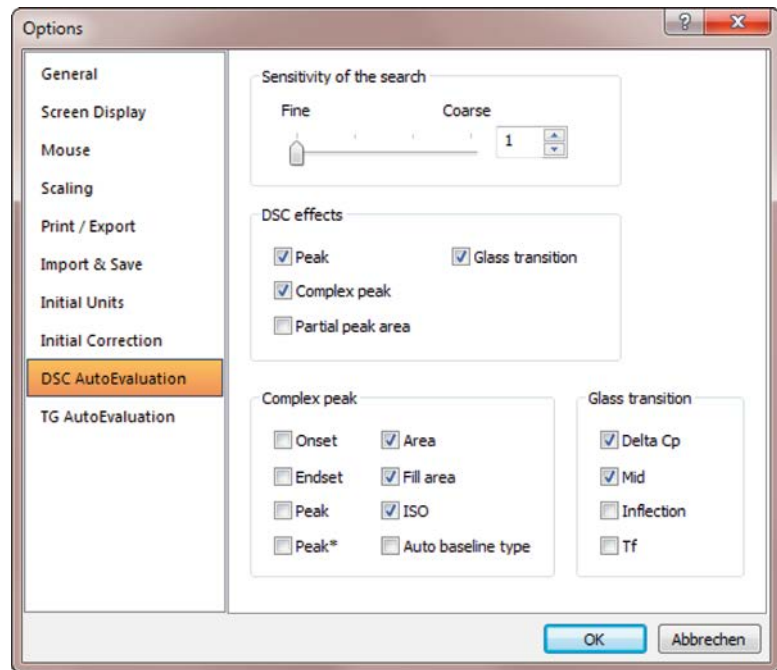 Options
General
Screen Display
Mouse
Scaling
Print / Export
Import & Save
Initial Units
Initial Correction
DSC AutoEvaluation
TG AutoEvaluation
Sensitivity of the search
Fine Coarse
1
DSC effects
Peak Glass transition
Complex peak
Partial peak area
Complex peak
Onset Area
Endset Fill area
Peak ISO
Peak* Auto baseline type
Glass transition
Delta Cp
Mid
Inflection
Tf
OK Abbrechen